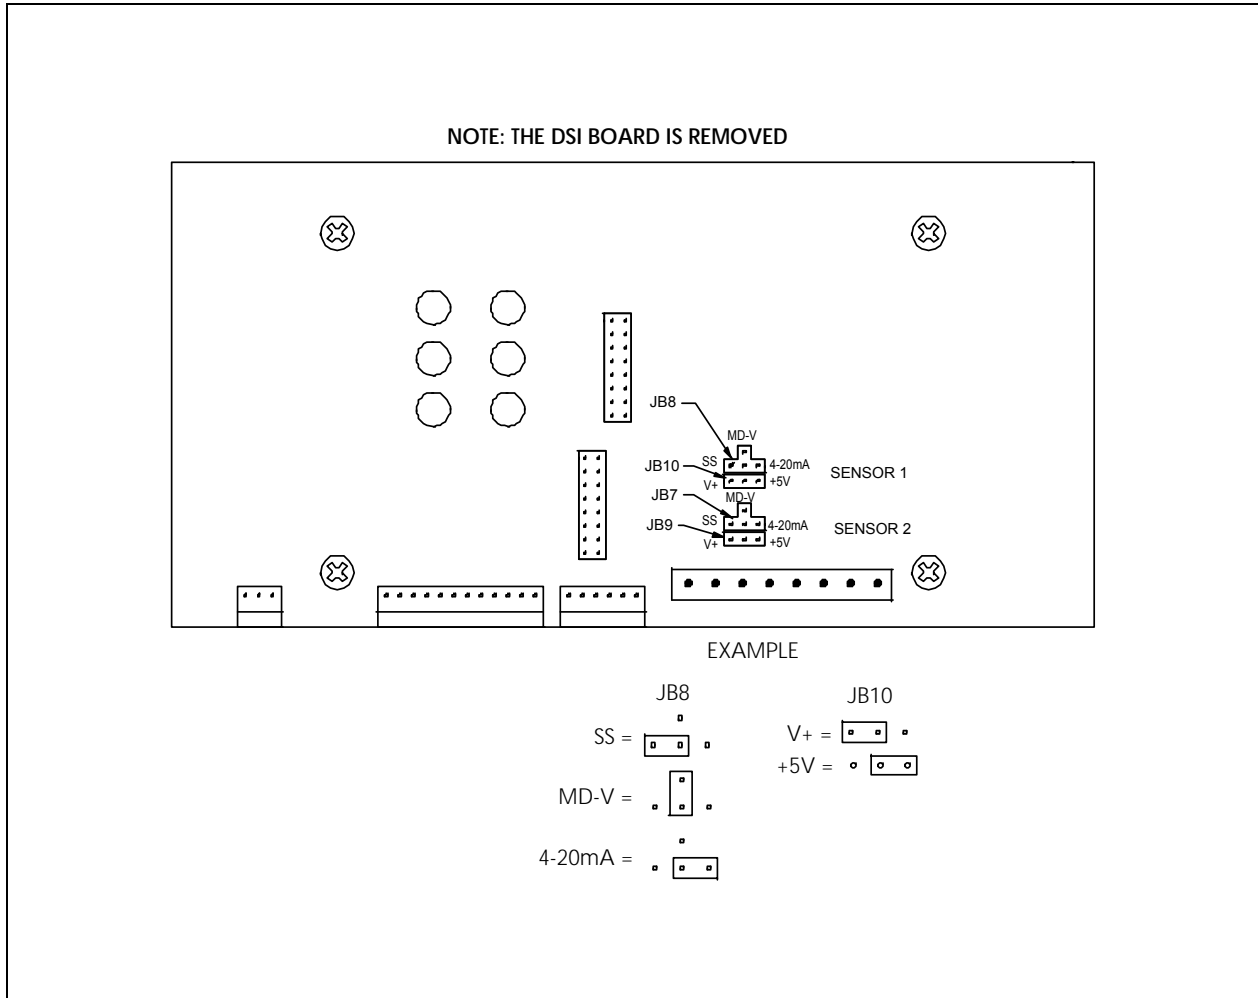 NOTE: THE DSI BOARD IS REMOVED
JB8
MD-V
SS
4-20mA
JB10
V+
+5V
SENSOR 1
JB7
MD-V
SS
4-20mA
JB9
V+
+5V
SENSOR 2
EXAMPLE
JB8
JB10
SS =
V+ =
+5V =
MD-V =
4-20mA =